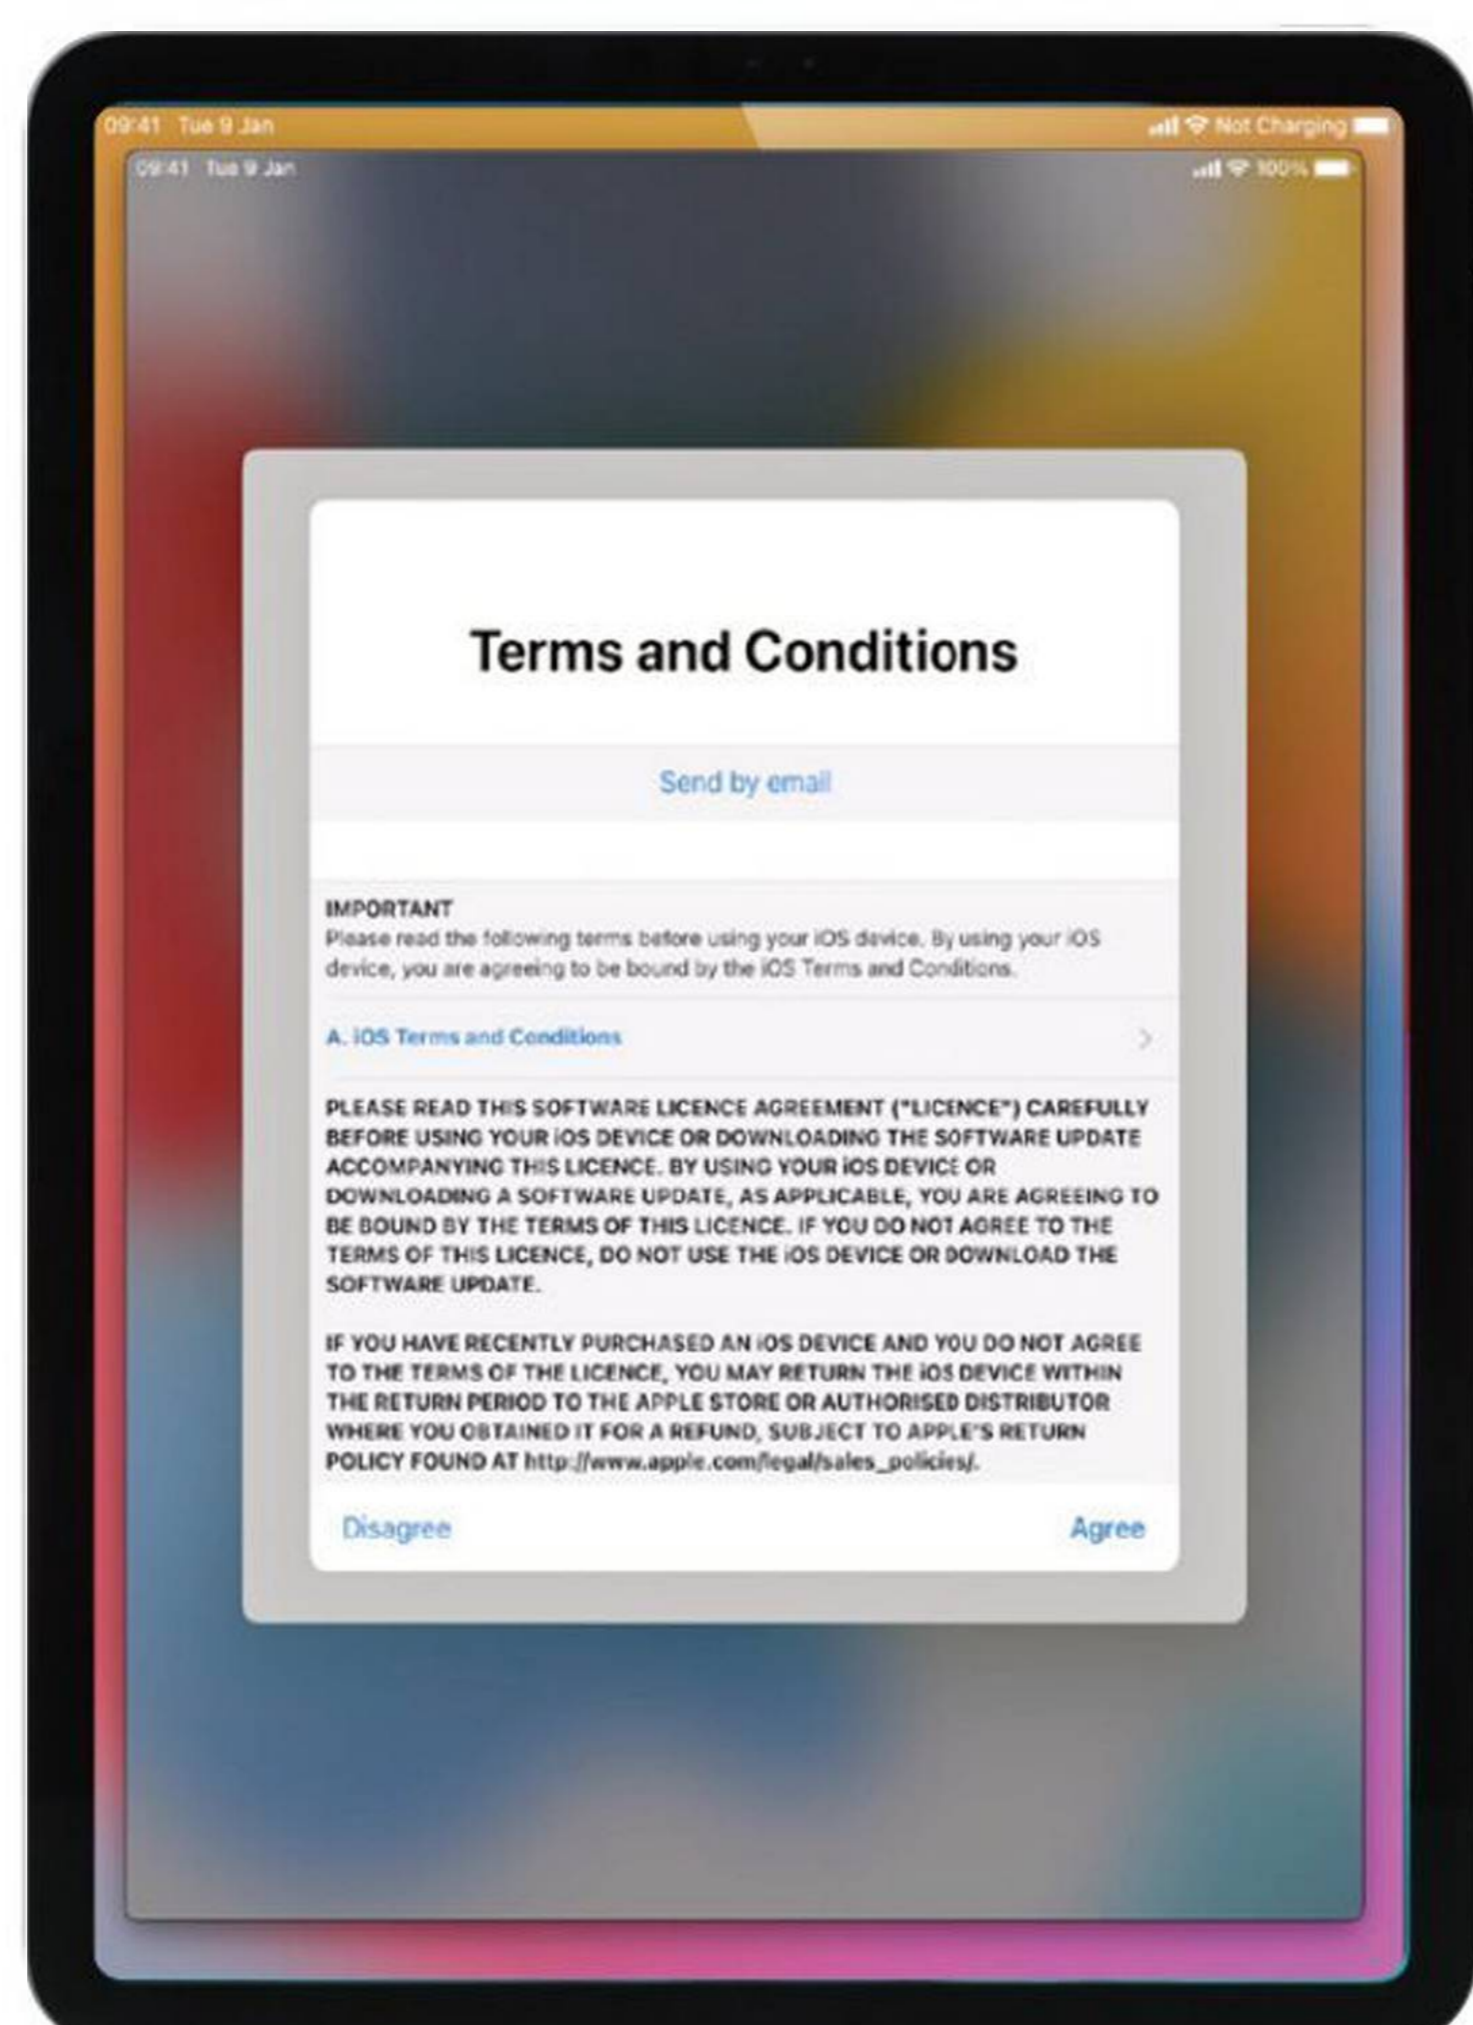 09:41 Tue 9 Jan
Not Charging
09:41 Tue 9 Jan
100%
Terms and Conditions
Send by email
IMPORTANT
Please read the following terms before using your iOS device. By using your iOS
device, you are agreeing to be bound by the iOS Terms and Conditions.
A. iOS Terms and Conditions
PLEASE READ THIS SOFTWARE LICENCE AGREEMENT ("LICENCE") CAREFULLY
BEFORE USING YOUR iOS DEVICE OR DOWNLOADING THE SOFTWARE UPDATE
ACCOMPANYING THIS LICENCE. BY USING YOUR iOS DEVICE OR
DOWNLOADING A SOFTWARE UPDATE, AS APPLICABLE, YOU ARE AGREEING TO
BE BOUND BY THE TERMS OF THIS LICENCE. IF YOU DO NOT AGREE TO THE
TERMS OF THIS LICENCE, DO NOT USE THE iOS DEVICE OR DOWNLOAD THE
SOFTWARE UPDATE.
IF YOU HAVE RECENTLY PURCHASED AN iOS DEVICE AND YOU DO NOT AGREE
TO THE TERMS OF THE LICENCE, YOU MAY RETURN THE iOS DEVICE WITHIN
THE RETURN PERIOD TO THE APPLE STORE OR AUTHORISED DISTRIBUTOR
WHERE YOU OBTAINED IT FOR A REFUND, SUBJECT TO APPLE'S RETURN
POLICY FOUND AT http://www.apple.com/legal/sales_policies/.
Disagree
Agree